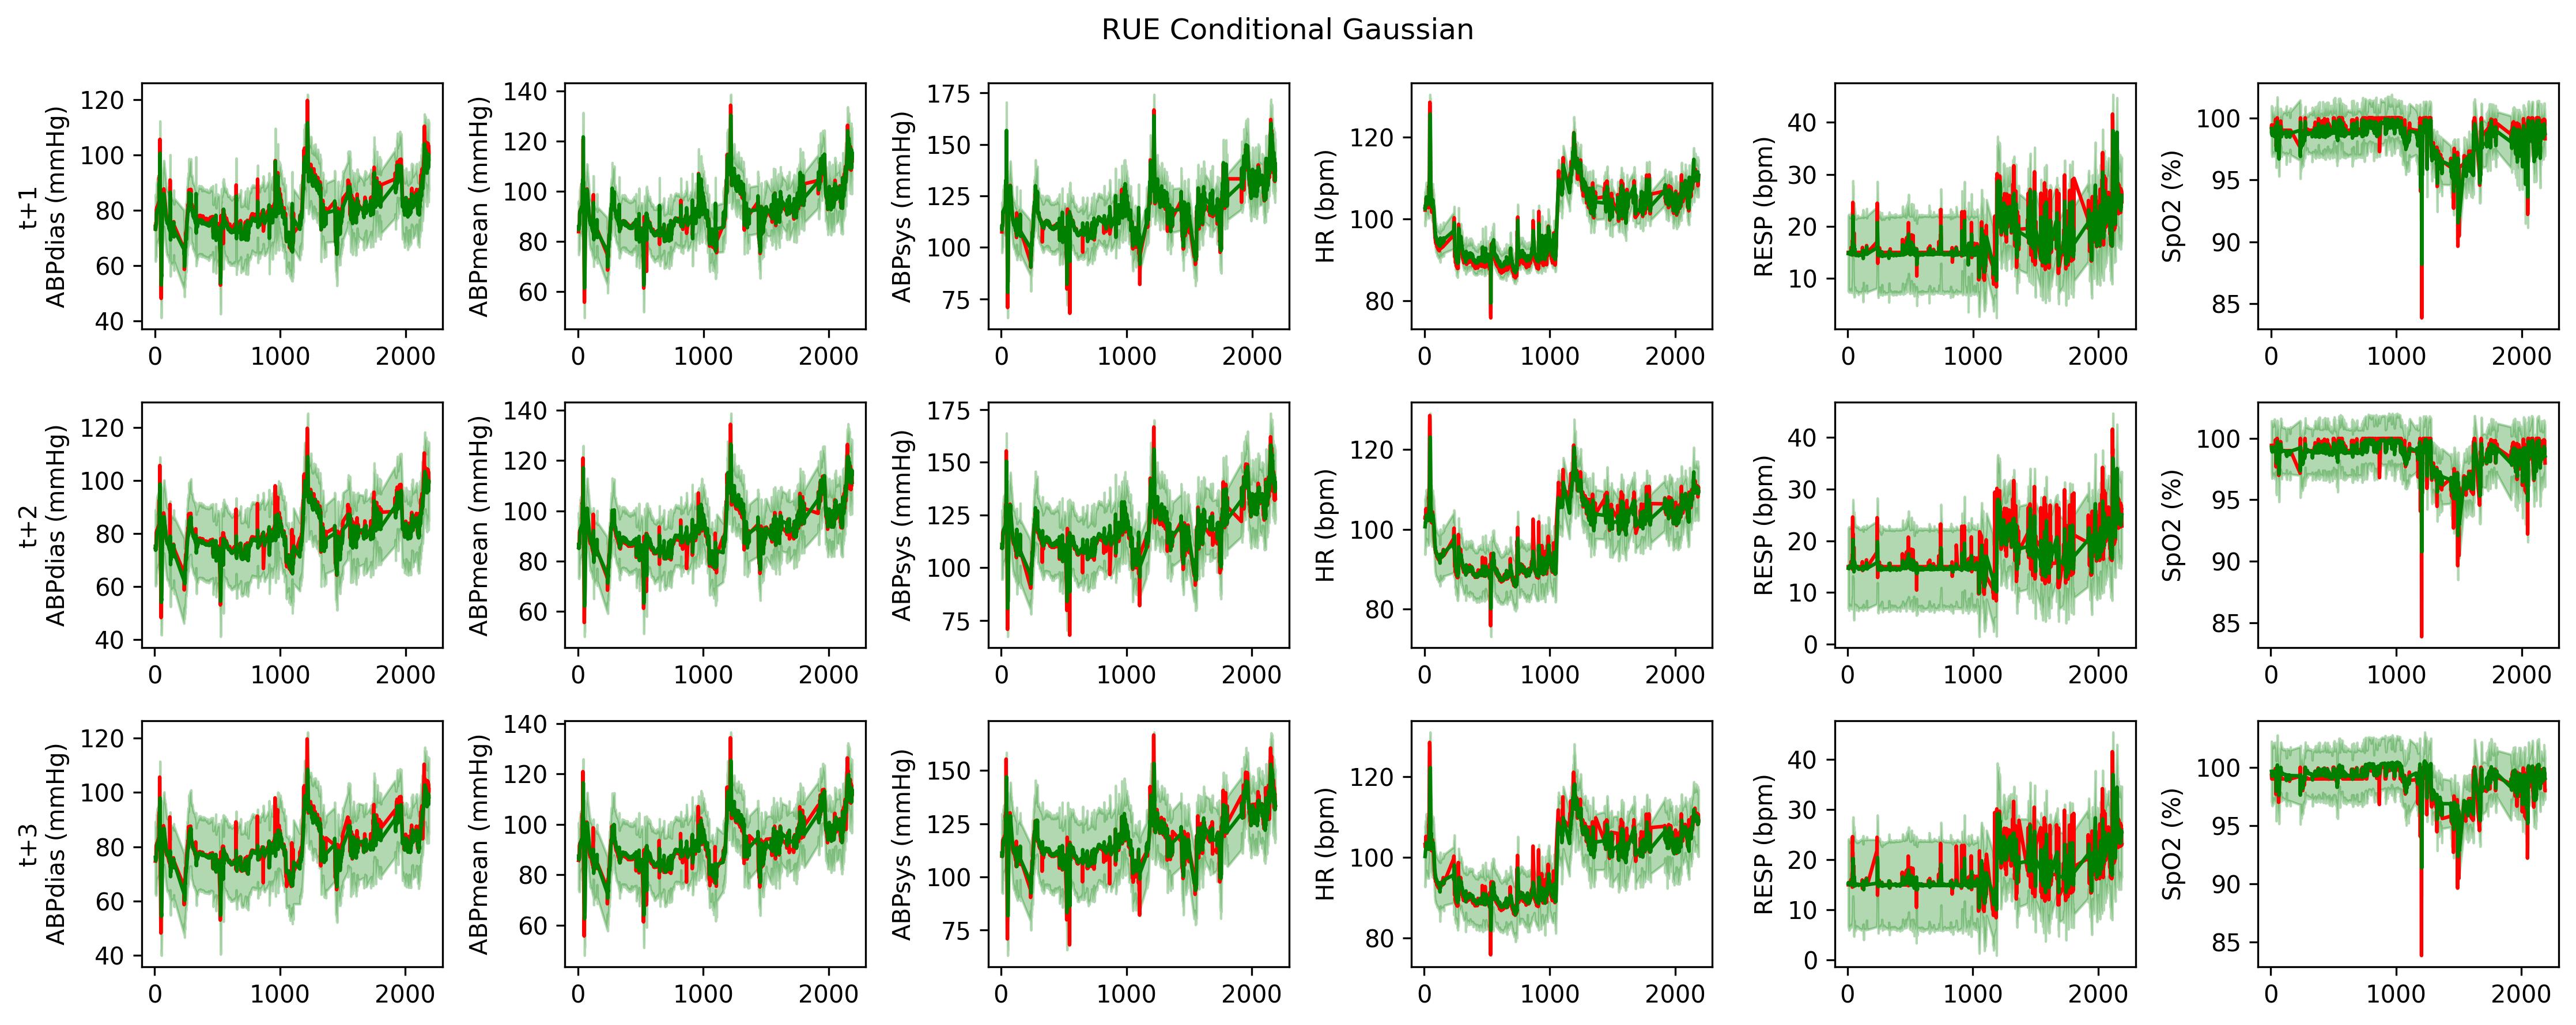 RUE Conditional Gaussian
t+1
ABPdias (mmHg)
120
100
80
60
40
0 1000 2000
ABPmean (mmHg)
140
120
100
80
60
0 1000 2000
ABPsys (mmHg)
175
150
125
100
75
0 1000 2000
HR (bpm)
120
100
80
0 1000 2000
RESP (bpm)
40
30
20
10
0 1000 2000
SpO2 (%)
100
95
90
85
0 1000 2000
t+2
ABPdias (mmHg)
120
100
80
60
40
0 1000 2000
ABPmean (mmHg)
140
120
100
80
60
0 1000 2000
ABPsys (mmHg)
175
150
125
100
75
0 1000 2000
HR (bpm)
120
100
80
0 1000 2000
RESP (bpm)
40
30
20
10
0
0 1000 2000
SpO2 (%)
100
95
90
85
0 1000 2000
t+3
ABPdias (mmHg)
120
100
80
60
40
0 1000 2000
ABPmean (mmHg)
140
120
100
80
60
0 1000 2000
ABPsys (mmHg)
150
125
100
75
0 1000 2000
HR (bpm)
120
100
80
0 1000 2000
RESP (bpm)
40
30
20
10
0
0 1000 2000
SpO2 (%)
100
95
90
85
0 1000 2000